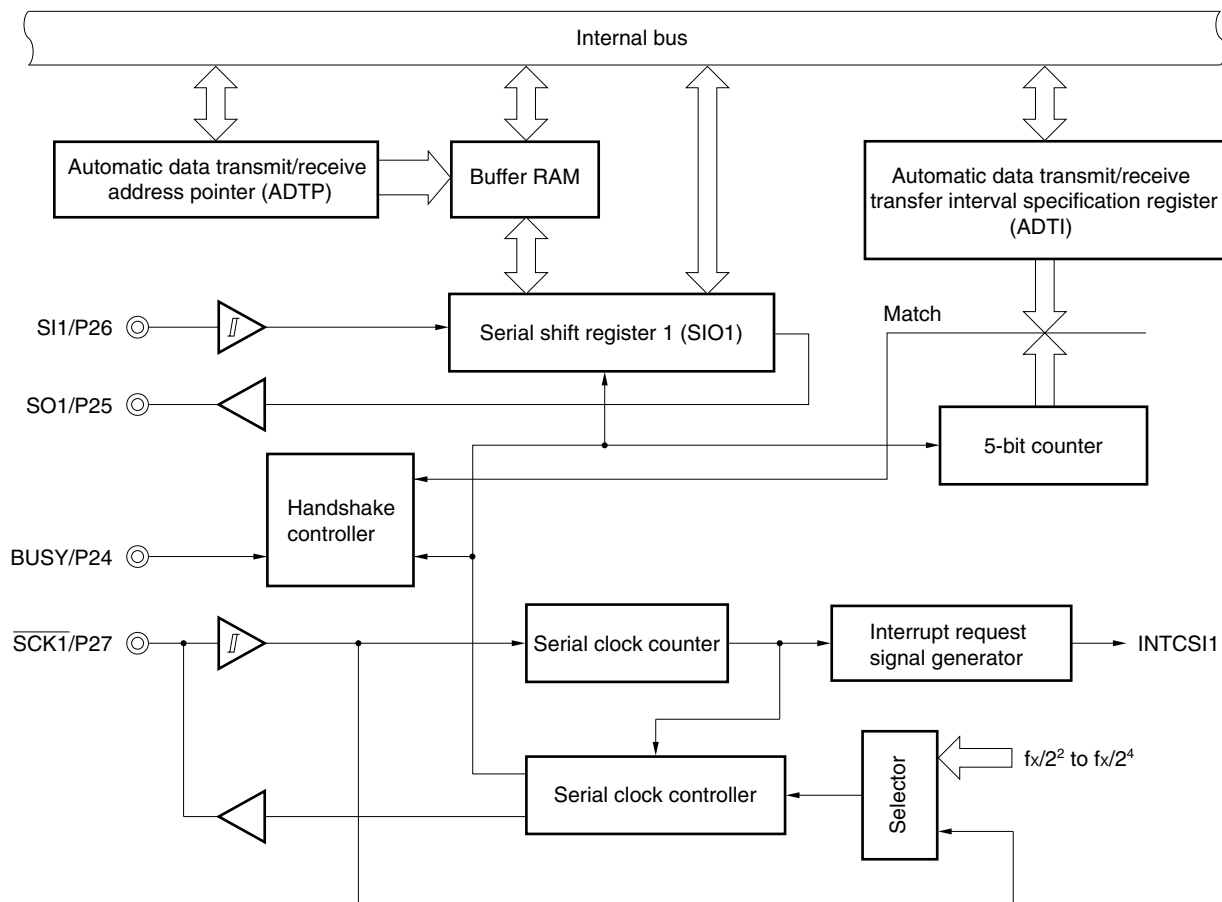 Internal bus
Automatic data transmit/receive
address pointer (ADTP)
Buffer RAM
Automatic data transmit/receive
transfer interval specification register
(ADTI)
SI1/P26
Serial shift register 1 (SIO1)
Match
SO1/P25
5-bit counter
Handshake
controller
BUSY/P24
S̅C̅K̅1̅/P27
Serial clock counter
Interrupt request
signal generator
INTCSI1
Serial clock controller
Selector
fx/2² to fx/2⁴